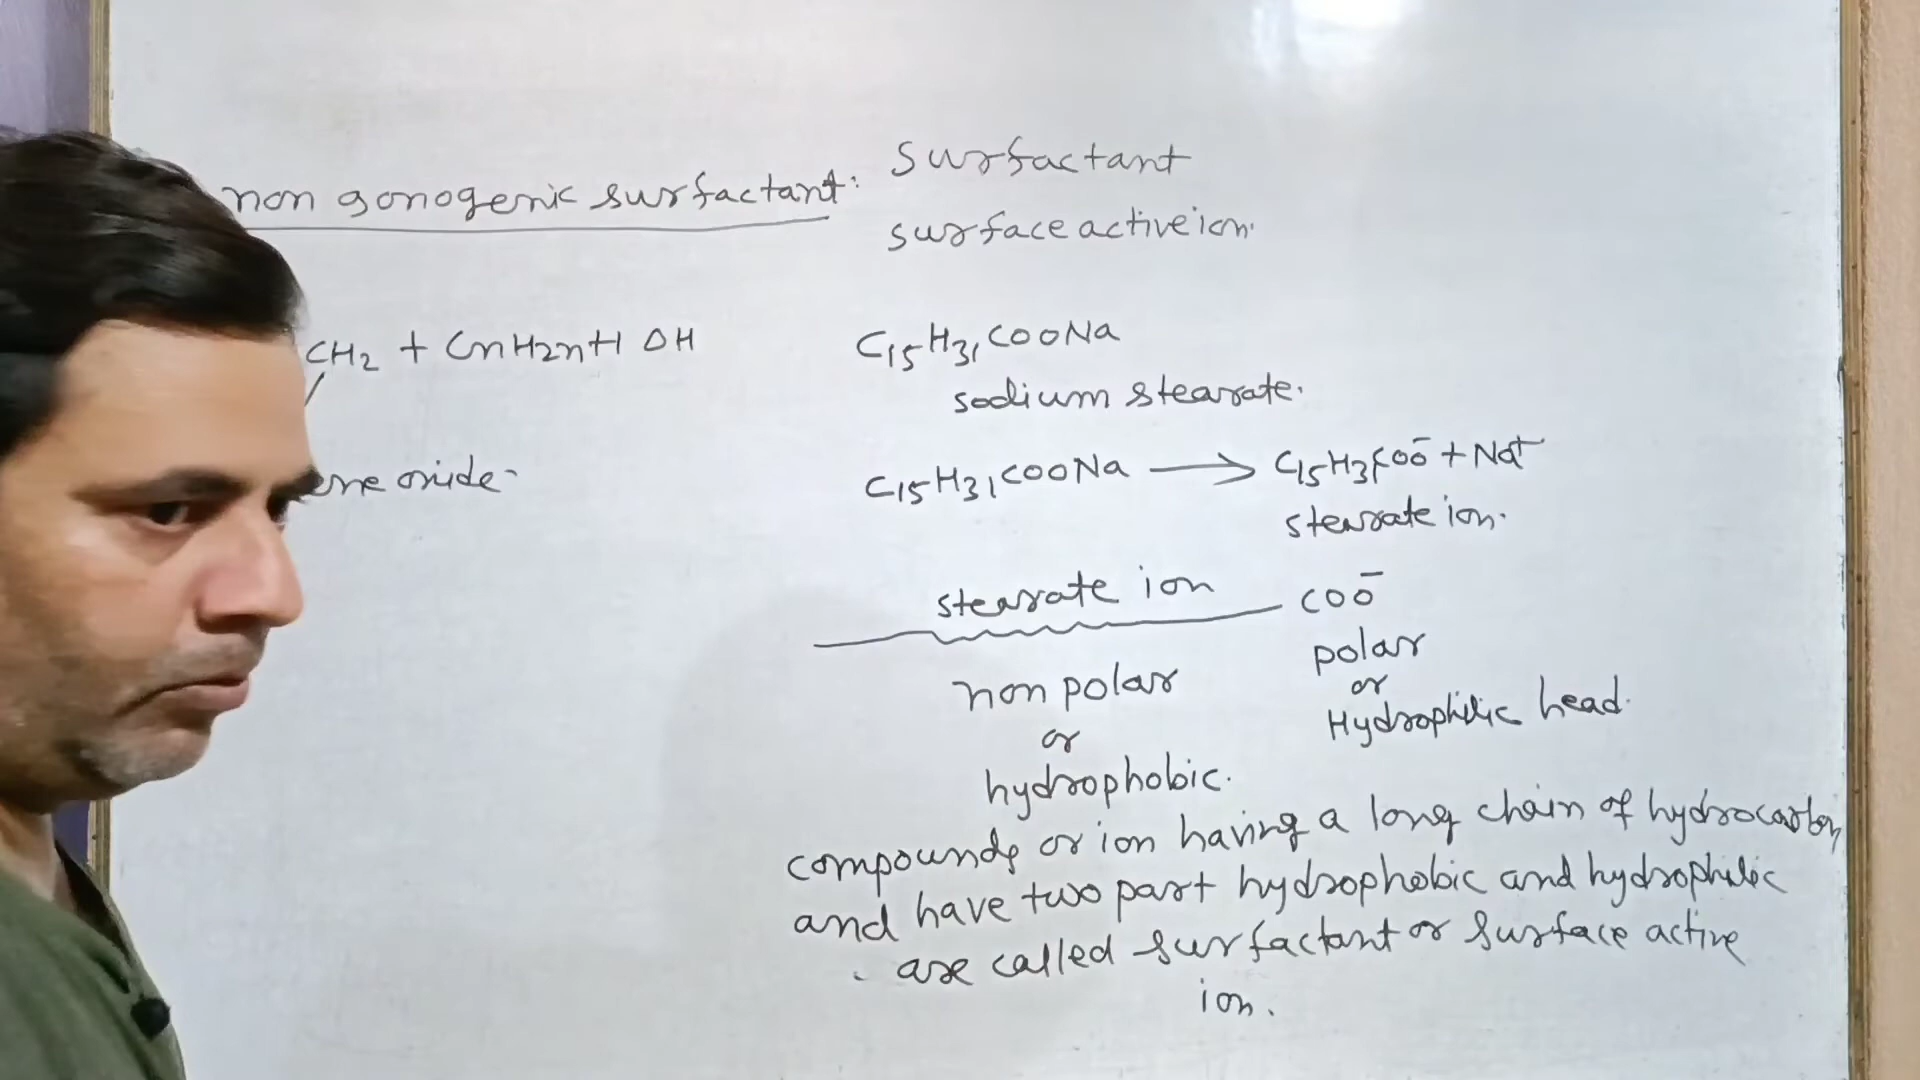 non gonogenic surfactant:
CH2 + CnH2n+1 OH
ene oxide
surfactant
surface active ion.
C15H31COONa
sodium stearate.
C15H31COONa ⟶ C15H31COO⁻ + Na⁺
stearate ion.
stearate ion COO⁻
non polar
or
hydrophobic.
polar
or
Hydrophilic head.
compounds or ion having a long chain of hydrocarbon
and have two part hydrophobic and hydrophilic
are called surfactant or surface active
ion.